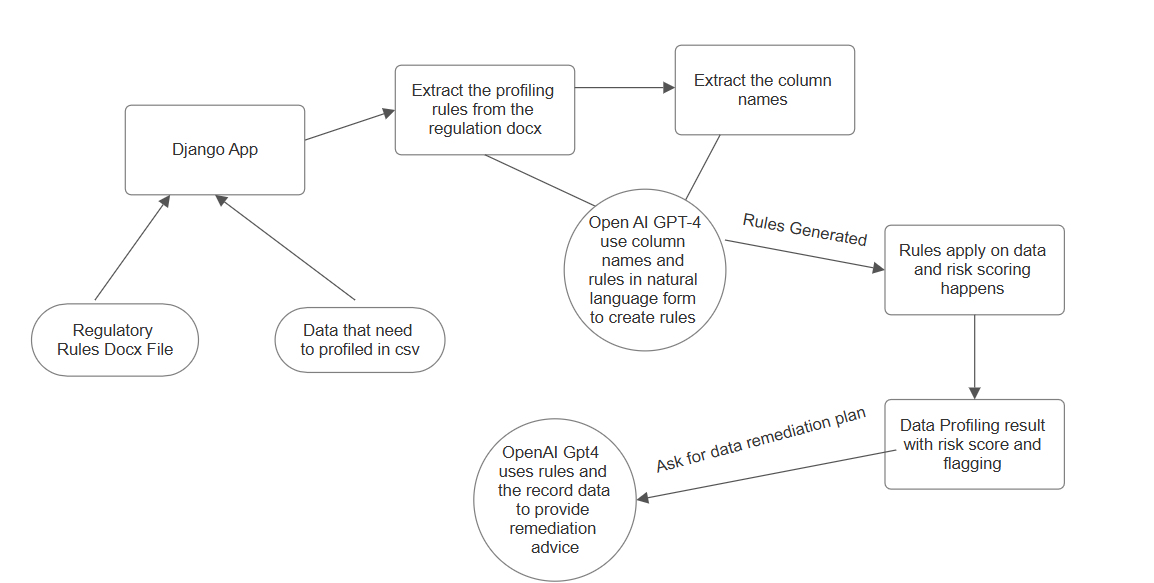 Extract the column
names
Extract the profiling
rules from the
regulation docx
Django App
Open AI GPT-4
use column
names and
rules in natural
language form
to create rules
Rules Generated
Rules apply on data
and risk scoring
happens
Regulatory
Rules Docx File
Data that need
to profiled in csv
Ask for data remediation plan
Data Profiling result
with risk score and
flagging
OpenAI Gpt4
uses rules and
the record data
to provide
remediation
advice